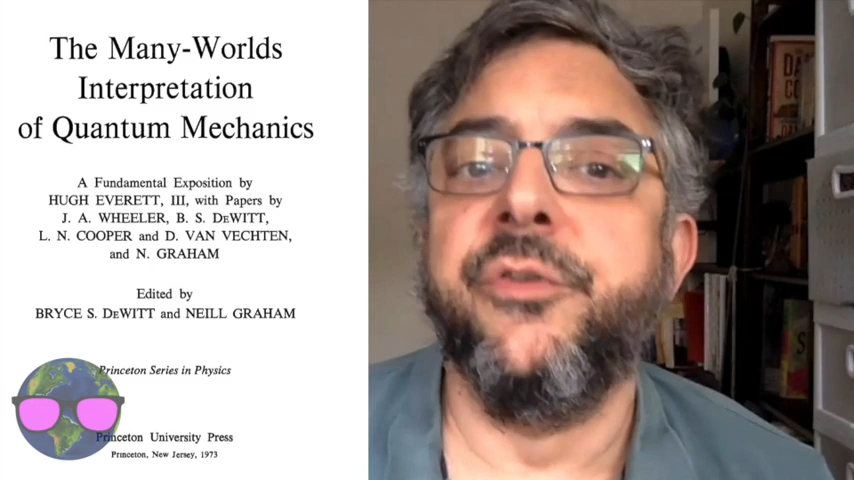 The Many-Worlds
Interpretation
of Quantum Mechanics
A Fundamental Exposition by
HUGH EVERETT, III, with Papers by
J. A. WHEELER, B. S. DEWITT,
L. N. COOPER and D. VAN VECHTEN,
and N. GRAHAM
Edited by
BRYCE S. DEWITT and NEILL GRAHAM
Princeton Series in Physics
Princeton University Press
Princeton, New Jersey, 1973